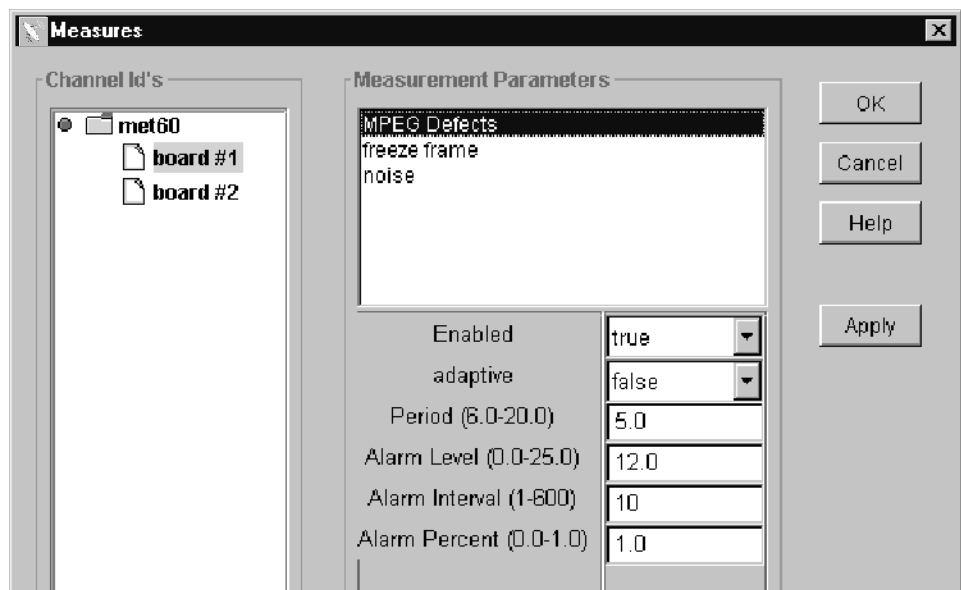 Measures
Channel Id's
met60
board #1
board #2
Measurement Parameters
MPEG Defects
freeze frame
noise
Enabled true
adaptive false
Period (6.0-20.0) 5.0
Alarm Level (0.0-25.0) 12.0
Alarm Interval (1-600) 10
Alarm Percent (0.0-1.0) 1.0
OK
Cancel
Help
Apply